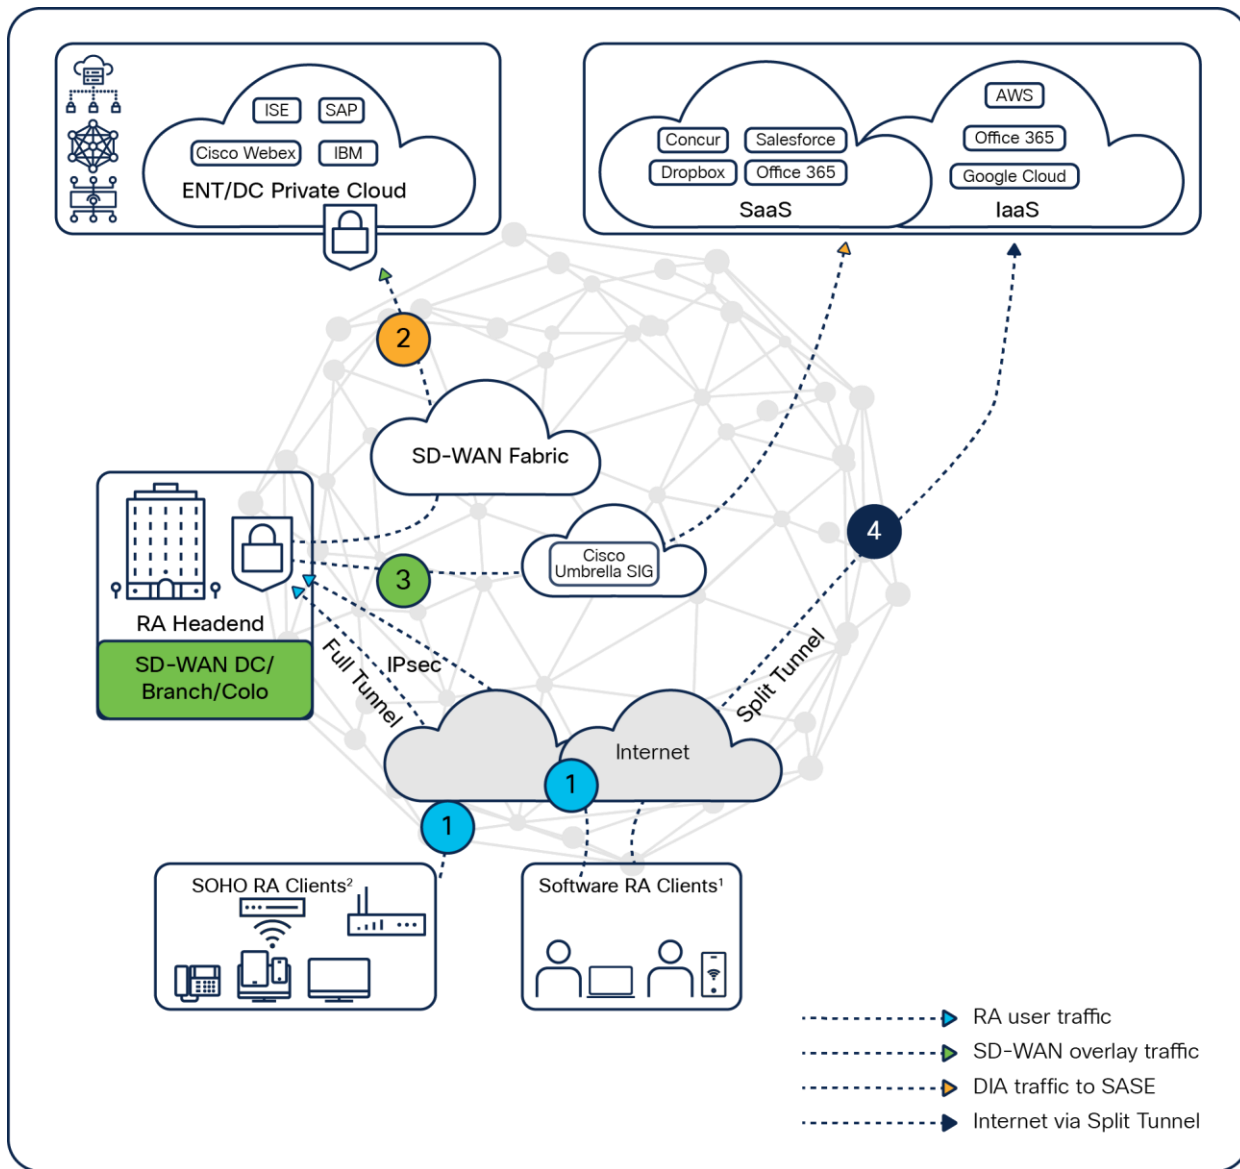 ISE
SAP
Cisco Webex
IBM
ENT/DC Private Cloud
AWS
Concur
Salesforce
Office 365
Dropbox
Office 365
Google Cloud
SaaS
IaaS
2
SD-WAN Fabric
4
Cisco
Umbrella SIG
3
RA Headend
SD-WAN DC/
Branch/Colo
Full Tunnel
IPsec
Split Tunnel
Internet
1
1
SOHO RA Clients²
Software RA Clients¹
RA user traffic
SD-WAN overlay traffic
DIA traffic to SASE
Internet via Split Tunnel